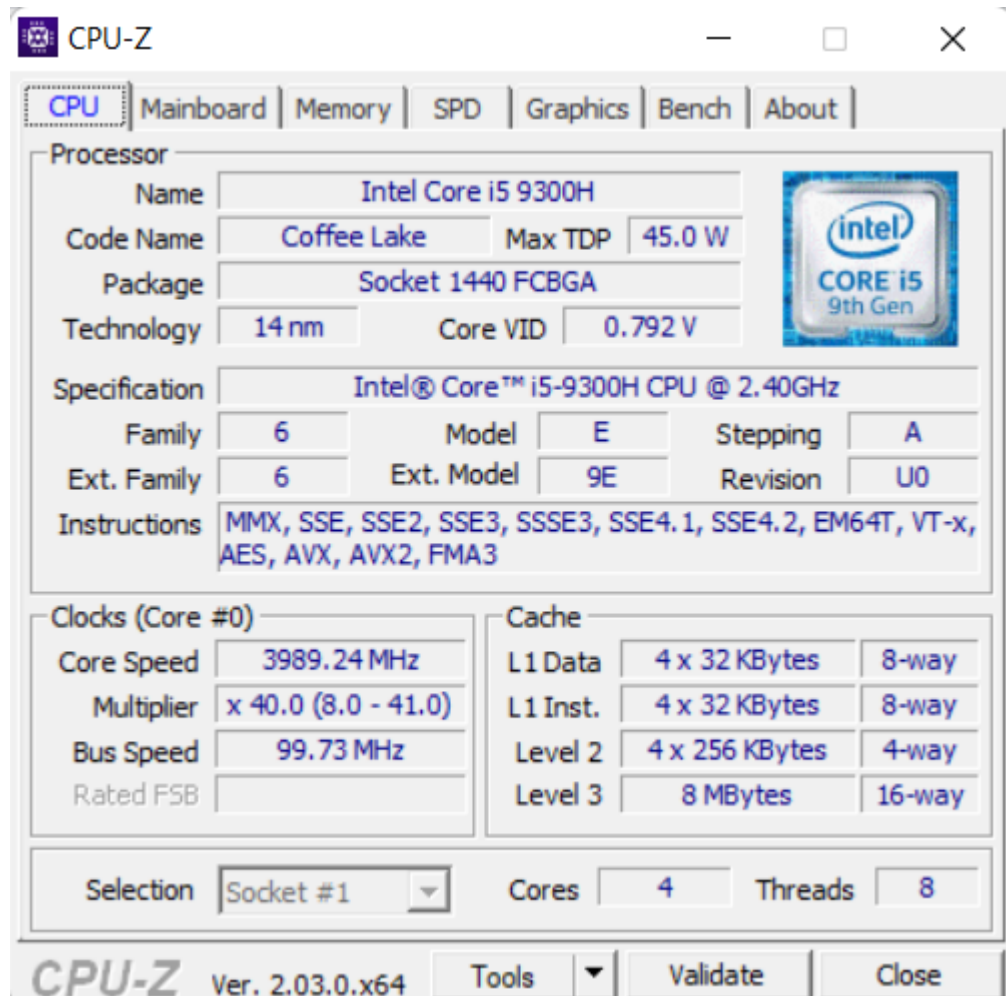 CPU-Z
CPU Mainboard Memory SPD Graphics Bench About
Processor
Name Intel Core i5 9300H
Code Name Coffee Lake Max TDP 45.0 W
Package Socket 1440 FCBGA
Technology 14 nm Core VID 0.792 V
intel
CORE i5
9th Gen
Specification Intel® Core™ i5-9300H CPU @ 2.40GHz
Family 6 Model E Stepping A
Ext. Family 6 Ext. Model 9E Revision U0
Instructions MMX, SSE, SSE2, SSE3, SSSE3, SSE4.1, SSE4.2, EM64T, VT-x,
AES, AVX, AVX2, FMA3
Clocks (Core #0)
Core Speed 3989.24 MHz
Multiplier x 40.0 (8.0 - 41.0)
Bus Speed 99.73 MHz
Rated FSB
Cache
L1 Data 4 x 32 KBytes 8-way
L1 Inst. 4 x 32 KBytes 8-way
Level 2 4 x 256 KBytes 4-way
Level 3 8 MBytes 16-way
Selection Socket #1 Cores 4 Threads 8
CPU-Z Ver. 2.03.0.x64 Tools Validate Close